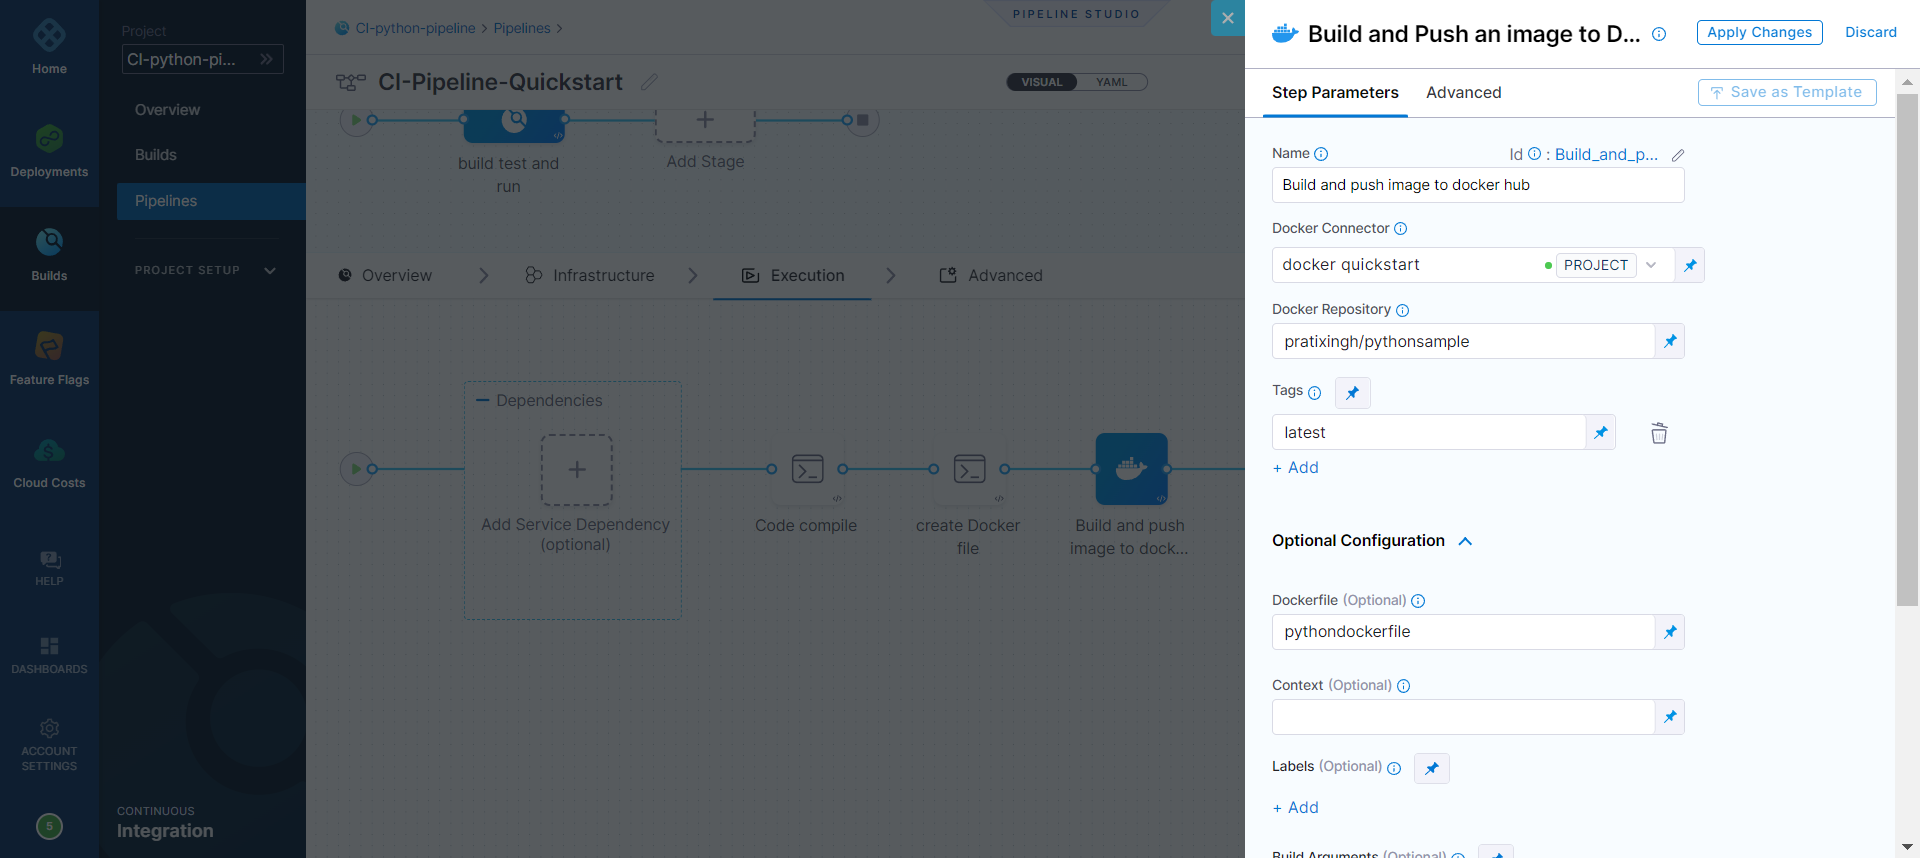 Home
Deployments
Builds
Feature Flags
Cloud Costs
HELP
DASHBOARDS
ACCOUNT
SETTINGS
5
Project
CI-python-pi...
Overview
Builds
Pipelines
PROJECT SETUP
CONTINUOUS
Integration
CI-python-pipeline > Pipelines >
PIPELINE STUDIO
CI-Pipeline-Quickstart
VISUAL
YAML
build test and
run
Add Stage
Overview
Infrastructure
Execution
Advanced
Dependencies
Add Service Dependency
(optional)
Code compile
create Docker
file
Build and push
image to dock...
Build and Push an image to D...
Apply Changes
Discard
Step Parameters
Advanced
Save as Template
Name
Id : Build_and_p...
Build and push image to docker hub
Docker Connector
docker quickstart
PROJECT
Docker Repository
pratixingh/pythonsample
Tags
latest
+ Add
Optional Configuration
Dockerfile (Optional)
pythondockerfile
Context (Optional)
Labels (Optional)
+ Add
Build Arguments (Optional)